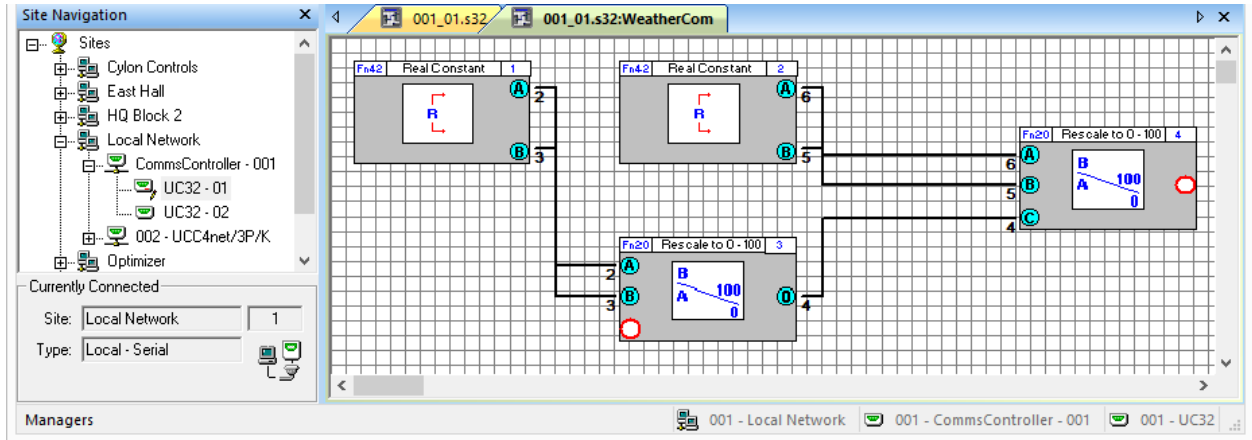 Site Navigation
Sites
Cylon Controls
East Hall
HQ Block 2
Local Network
CommsController - 001
UC32 - 01
UC32 - 02
002 - UCC4net/3P/K
Optimizer
Currently Connected
Site: Local Network 1
Type: Local - Serial
001_01.s32
001_01.s32:WeatherCom
Fn42 Real Constant 1
R
A
2
B
3
Fn42 Real Constant 2
R
A
6
B
5
Fn20 Rescale to 0 - 100 3
2
A
3
B
B
A
100
0
D
4
Fn20 Rescale to 0 - 100 4
6
A
5
B
4
C
B
A
100
0
Managers
001 - Local Network
001 - CommsController - 001
001 - UC32